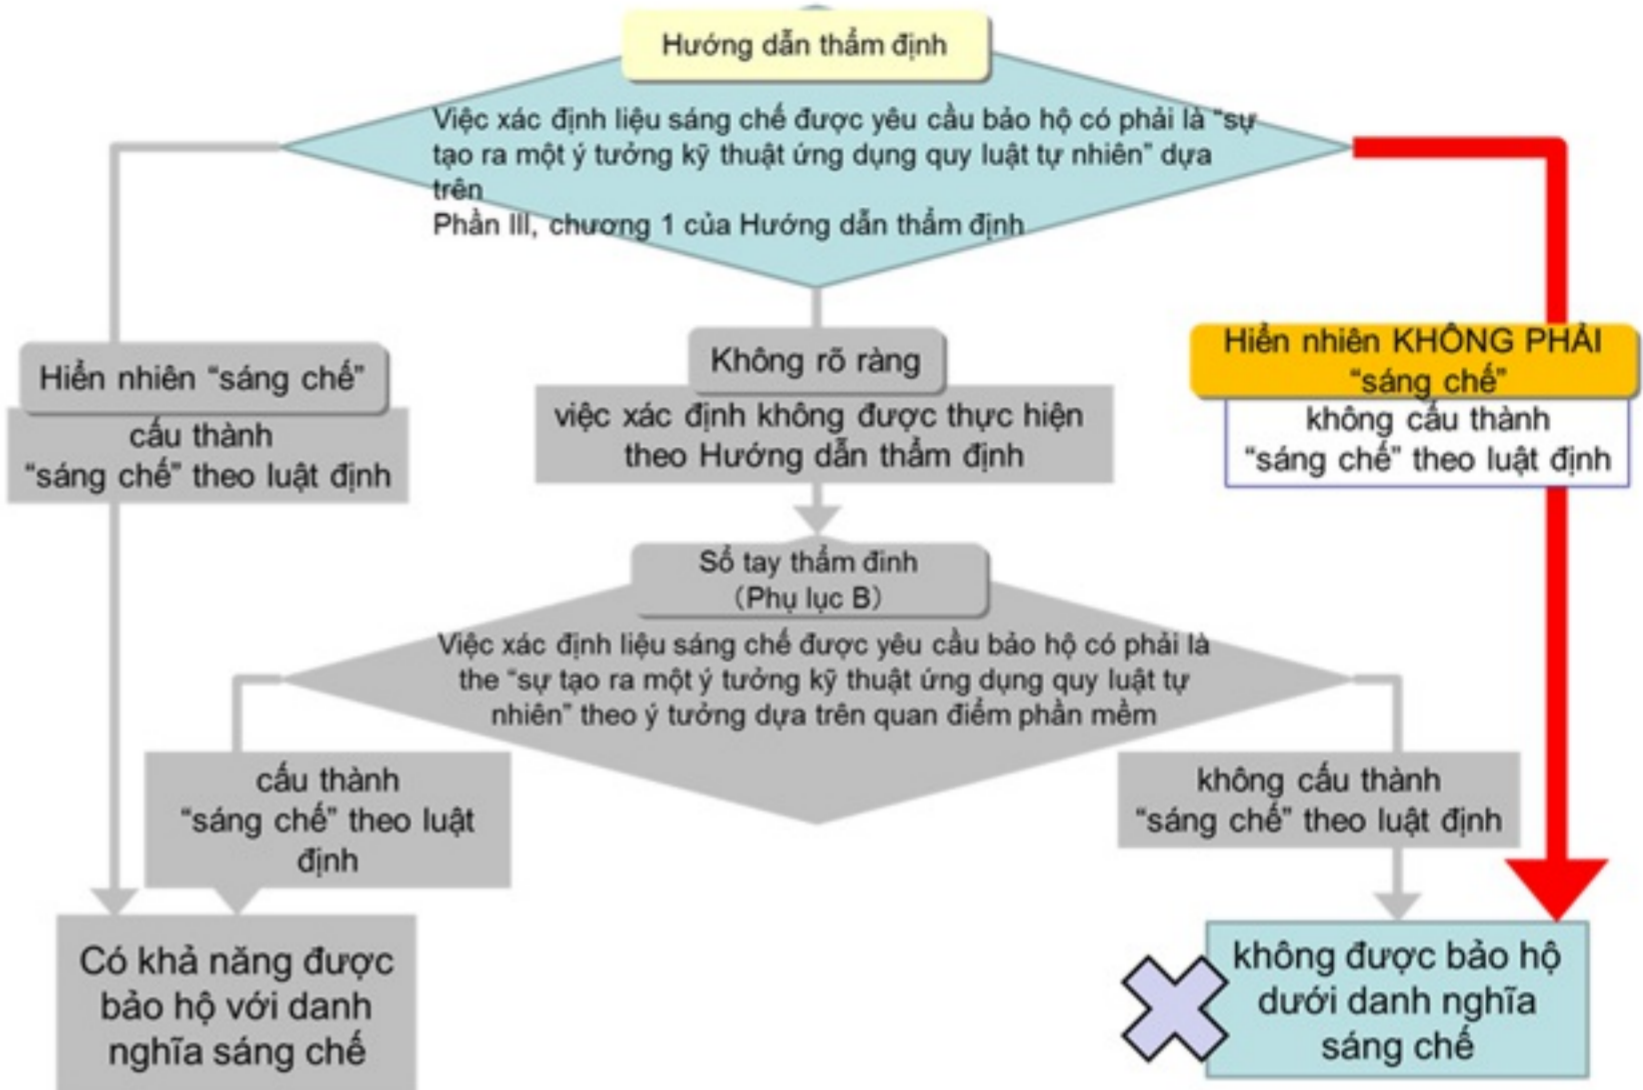 Hướng dẫn thẩm định
Việc xác định liệu sáng chế được yêu cầu bảo hộ có phải là “sự
tạo ra một ý tưởng kỹ thuật ứng dụng quy luật tự nhiên” dựa
trên
Phần III, chương 1 của Hướng dẫn thẩm định
Hiển nhiên “sáng chế”
cấu thành
“sáng chế” theo luật định
Không rõ ràng
việc xác định không được thực hiện
theo Hướng dẫn thẩm định
Hiển nhiên KHÔNG PHẢI
“sáng chế”
không cấu thành
“sáng chế” theo luật định
Sổ tay thẩm đinh
(Phụ lục B)
Việc xác định liệu sáng chế được yêu cầu bảo hộ có phải là
the “sự tạo ra một ý tưởng kỹ thuật ứng dụng quy luật tự
nhiên” theo ý tưởng dựa trên quan điểm phần mềm
cấu thành
“sáng chế” theo luật
định
không cấu thành
“sáng chế” theo luật định
Có khả năng được
bảo hộ với danh
nghĩa sáng chế
không được bảo hộ
dưới danh nghĩa
sáng chế